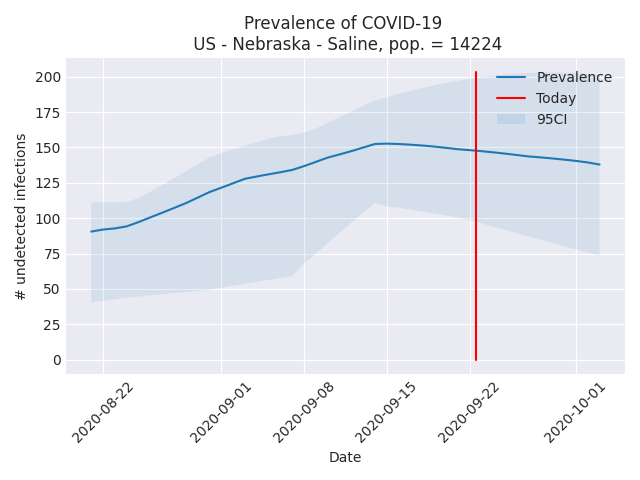 Prevalence of COVID-19
US - Nebraska - Saline, pop. = 14224
# undetected infections
200
175
150
125
100
75
50
25
0
Prevalence
Today
95CI
2020-08-22
2020-09-01
2020-09-08
2020-09-15
2020-09-22
2020-10-01
Date